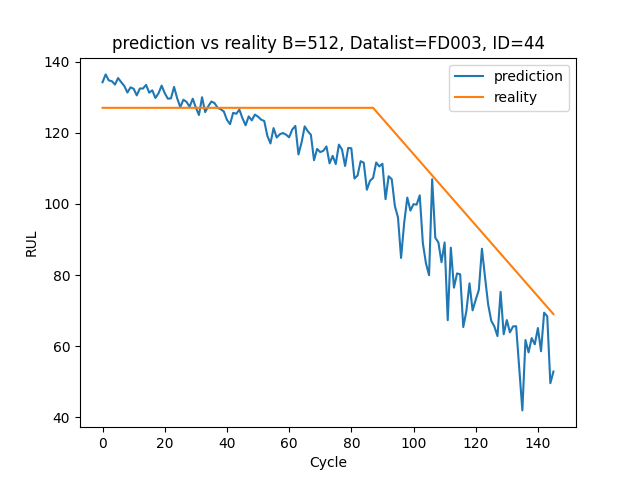 prediction vs reality B=512, Datalist=FD003, ID=44
prediction
reality
RUL
140
120
100
80
60
40
0 20 40 60 80 100 120 140
Cycle